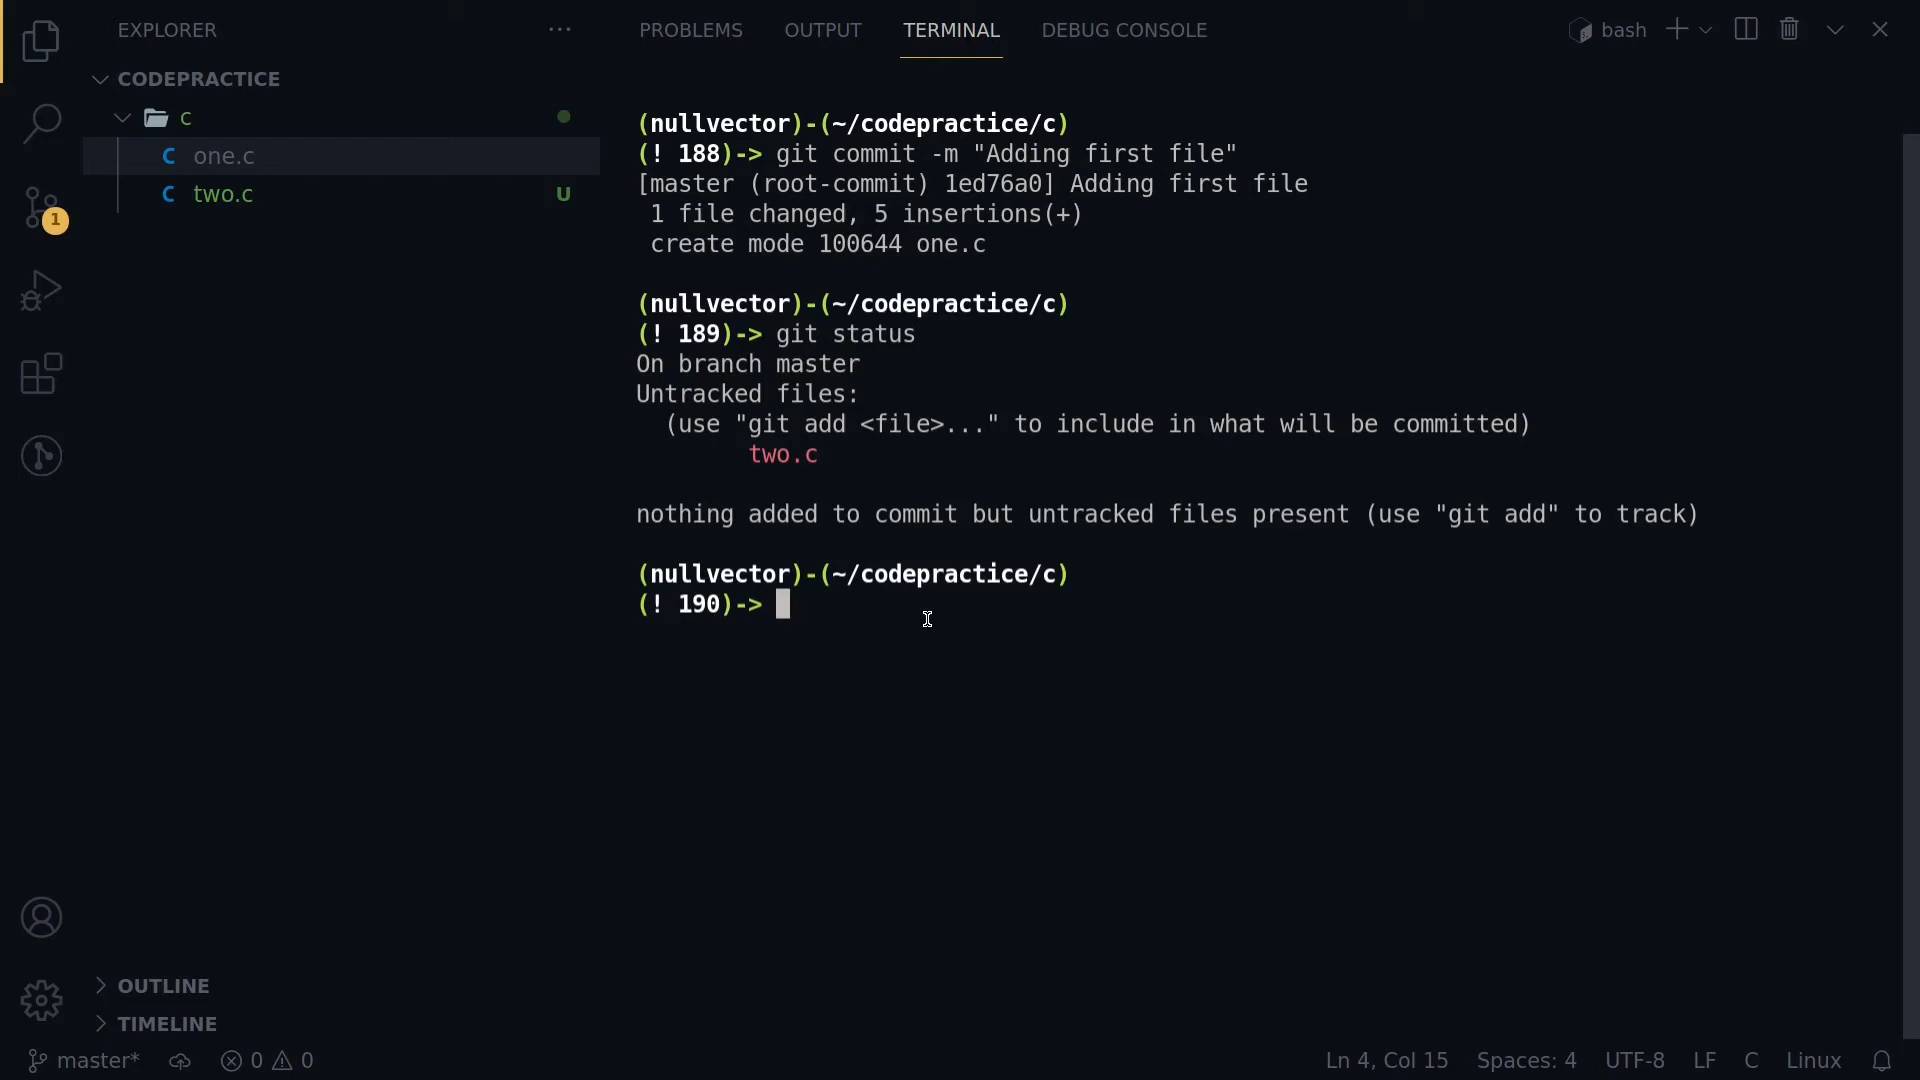 EXPLORER
PROBLEMS OUTPUT TERMINAL DEBUG CONSOLE
bash
CODEPRACTICE
c
C one.c
C two.c U
1
(nullvector)-(~/codepractice/c)
(! 188)-> git commit -m "Adding first file"
[master (root-commit) 1ed76a0] Adding first file
1 file changed, 5 insertions(+)
create mode 100644 one.c
(nullvector)-(~/codepractice/c)
(! 189)-> git status
On branch master
Untracked files:
(use "git add <file>..." to include in what will be committed)
two.c
nothing added to commit but untracked files present (use "git add" to track)
(nullvector)-(~/codepractice/c)
(! 190)->
OUTLINE
TIMELINE
master* 0 0 Ln 4, Col 15 Spaces: 4 UTF-8 LF C Linux